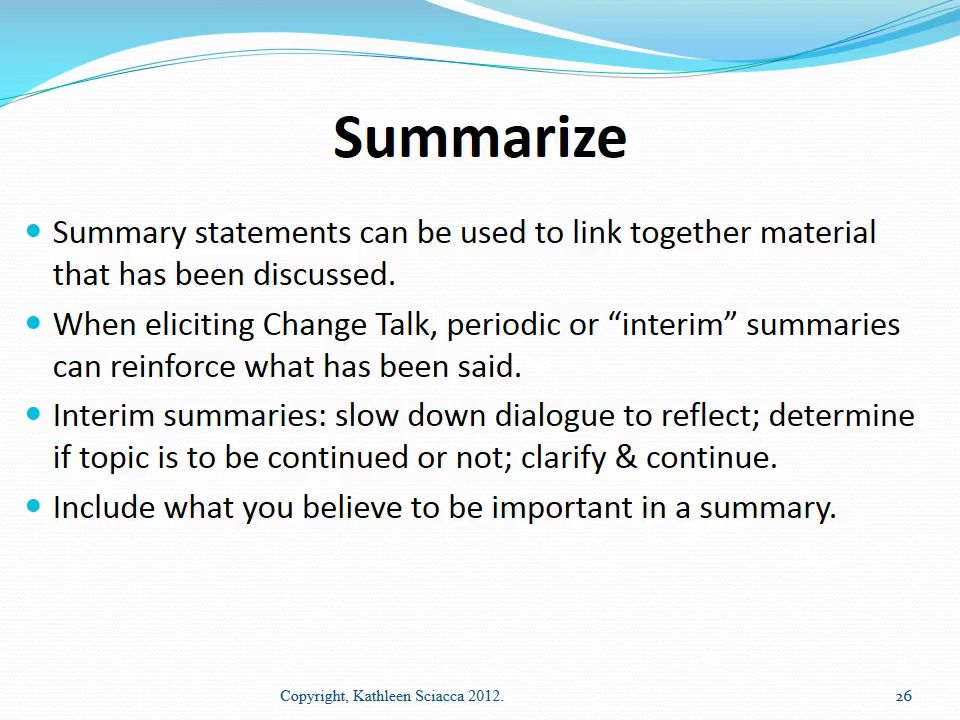 Summarize
• Summary statements can be used to link together material
that has been discussed.
• When eliciting Change Talk, periodic or “interim” summaries
can reinforce what has been said.
• Interim summaries: slow down dialogue to reflect; determine
if topic is to be continued or not; clarify & continue.
• Include what you believe to be important in a summary.
Copyright, Kathleen Sciacca 2012.
26